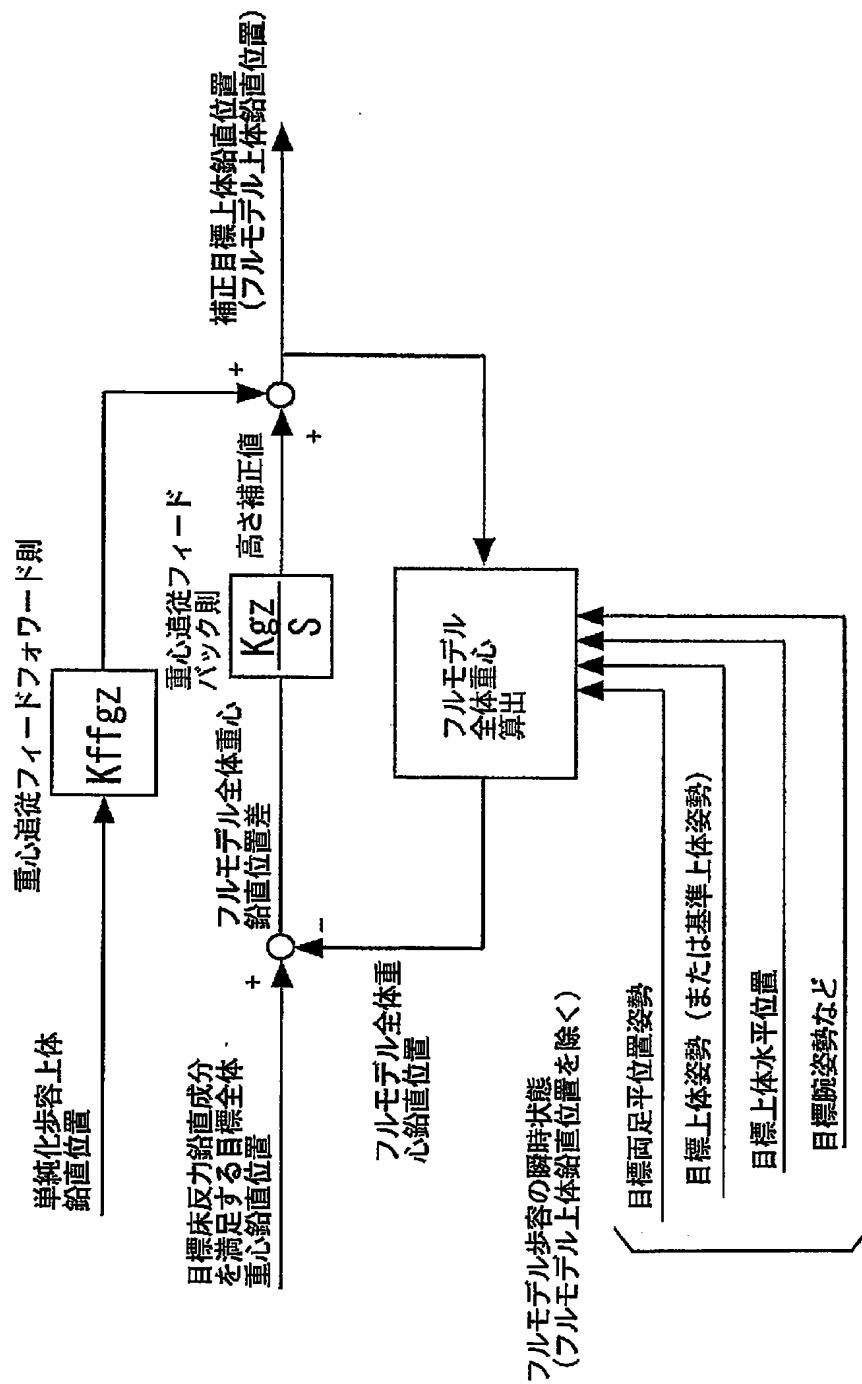 単純化歩容上体
鉛直位置
重心追従フィードフォワード則
Kffgz
+
目標床反力鉛直成分
を満足する目標全体
重心鉛直位置
+
−
フルモデル全体重心
鉛直位置差
重心追従フィード
バック則
Kgz
S
高さ補正値
+
補正目標上体鉛直位置
(フルモデル上体鉛直位置)
フルモデル全体重
心鉛直位置
フルモデル
全体重心
算出
フルモデル歩容の瞬時状態
(フルモデル上体鉛直位置を除く)
目標両足平位置姿勢
目標上体姿勢(または基準上体姿勢)
目標上体水平位置
目標腕姿勢など